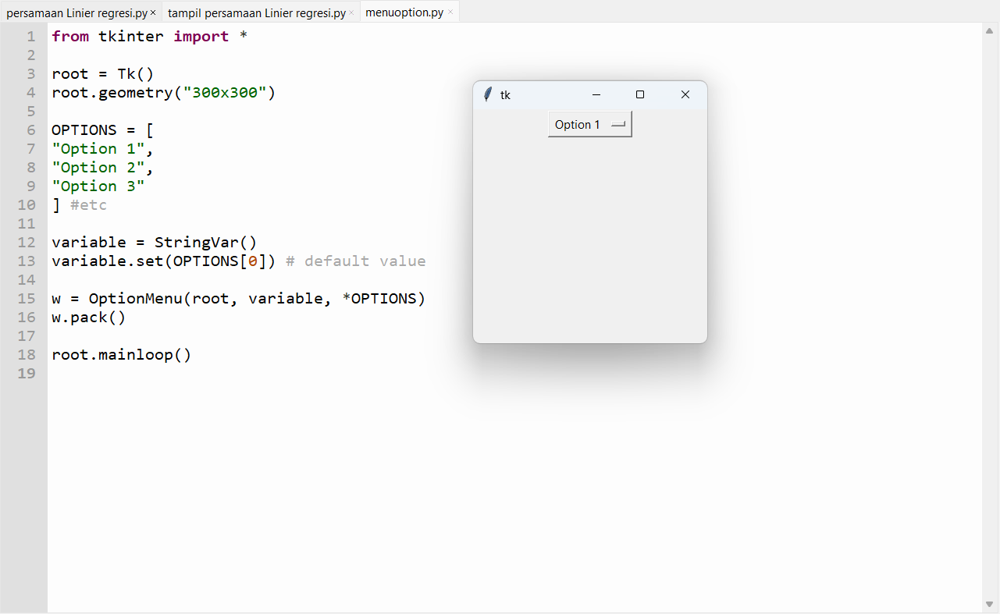 persamaan Linier regresi.py × tampil persamaan Linier regresi.py × menuoption.py ×
1 from tkinter import *
2
3 root = Tk()
4 root.geometry("300x300")
5
6 OPTIONS = [
7 "Option 1",
8 "Option 2",
9 "Option 3"
10 ] #etc
11
12 variable = StringVar()
13 variable.set(OPTIONS[0]) # default value
14
15 w = OptionMenu(root, variable, *OPTIONS)
16 w.pack()
17
18 root.mainloop()
19
tk
Option 1